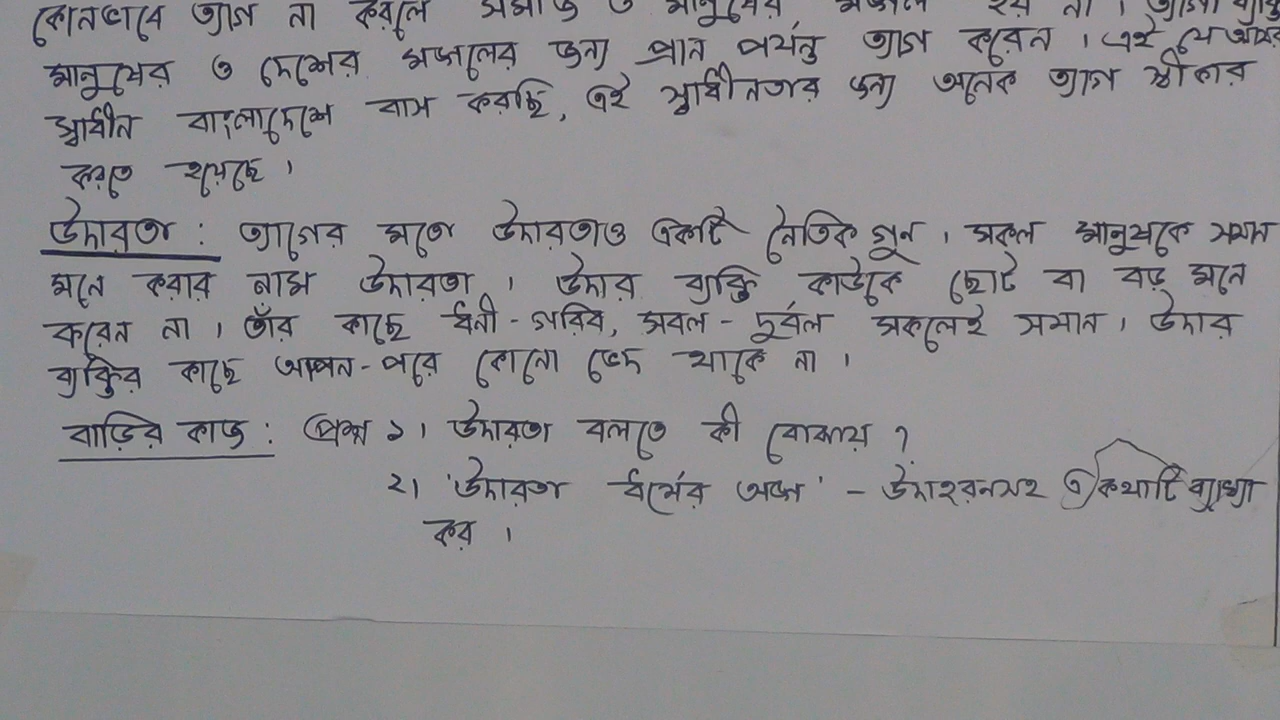 কোনভাবে ত্যাগ না করলে সমাজ ও মানুষের মঙ্গল হয় না। ত্যাগী
মানুষের ও দেশের মঙ্গলের জন্য প্রান পর্যন্ত ত্যাগ করেন। এই যে আমরা
স্বাধীন বাংলাদেশে বাস করছি, এই স্বাধীনতার জন্য অনেক ত্যাগ স্বীকার
করতে হয়েছে।
উদারতা : ত্যাগের মতো উদারতাও একটি নৈতিক গুন। সকল মানুষকে সমান
মনে করার নাম উদারতা। উদার ব্যক্তি কাউকে ছোট বা বড় মনে
করেন না। তাঁর কাছে ধনী-গরিব, সবল-দুর্বল সকলেই সমান। উদার
ব্যক্তির কাছে আপন-পরে কোনো ভেদ থাকে না।
বাড়ির কাজ : প্রশ্ন ১। উদারতা বলতে কী বোঝায় ?
২। 'উদারতা ধর্মের অঙ্গ' - উদাহরনসহ এ কথাটি ব্যাখ্যা
কর।